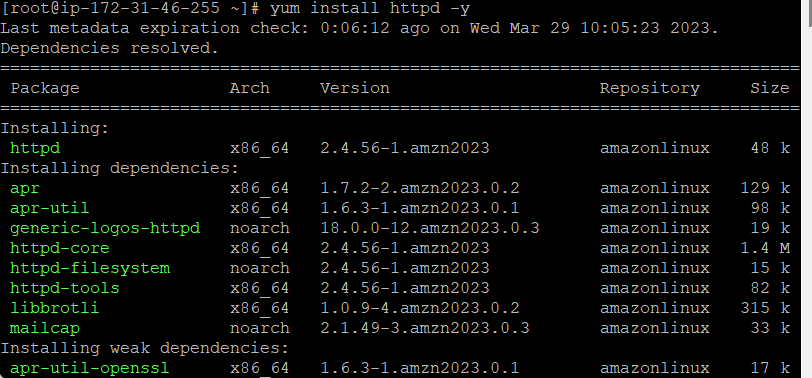 [root@ip-172-31-46-255 ~]# yum install httpd -y
Last metadata expiration check: 0:06:12 ago on Wed Mar 29 10:05:23 2023.
Dependencies resolved.
================================================================================
 Package               Arch     Version                     Repository     Size
================================================================================
Installing:
 httpd                 x86_64   2.4.56-1.amzn2023           amazonlinux    48 k
Installing dependencies:
 apr                   x86_64   1.7.2-2.amzn2023.0.2        amazonlinux   129 k
 apr-util              x86_64   1.6.3-1.amzn2023.0.1        amazonlinux    98 k
 generic-logos-httpd   noarch   18.0.0-12.amzn2023.0.3      amazonlinux    19 k
 httpd-core            x86_64   2.4.56-1.amzn2023           amazonlinux   1.4 M
 httpd-filesystem      noarch   2.4.56-1.amzn2023           amazonlinux    15 k
 httpd-tools           x86_64   2.4.56-1.amzn2023           amazonlinux    82 k
 libbrotli             x86_64   1.0.9-4.amzn2023.0.2        amazonlinux   315 k
 mailcap               noarch   2.1.49-3.amzn2023.0.3       amazonlinux    33 k
Installing weak dependencies:
 apr-util-openssl      x86_64   1.6.3-1.amzn2023.0.1        amazonlinux    17 k